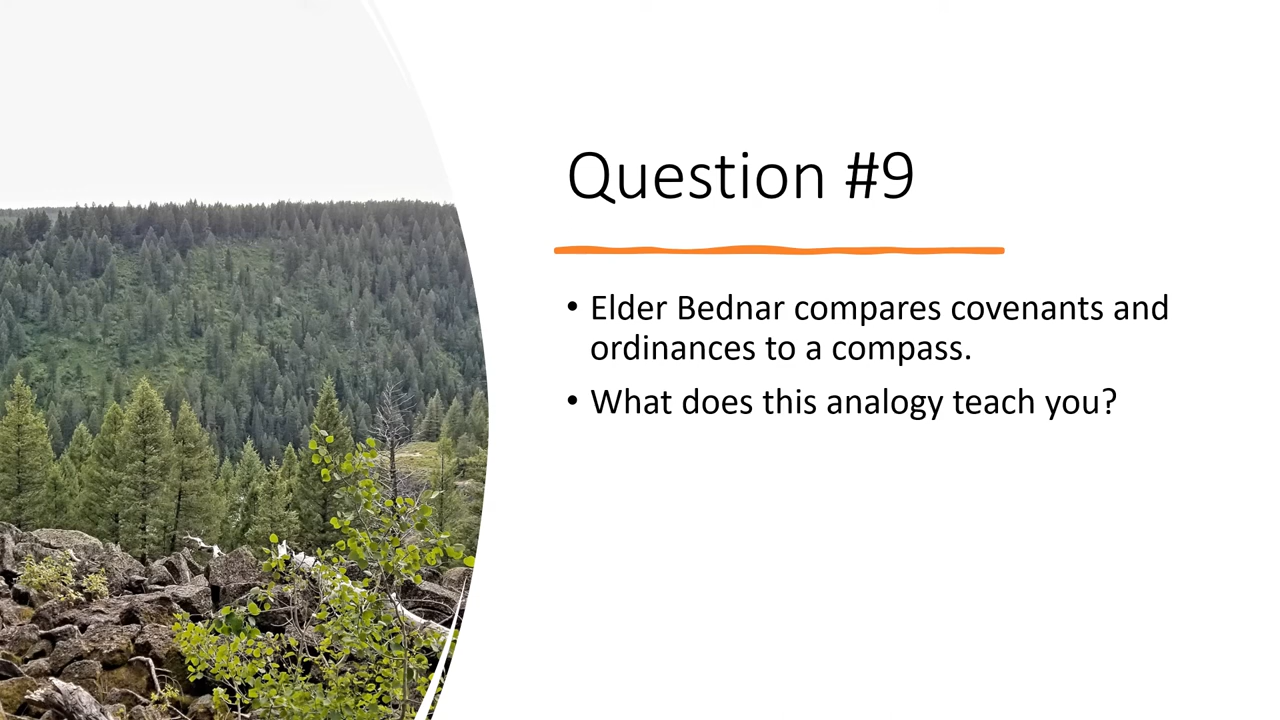 Question #9
• Elder Bednar compares covenants and
ordinances to a compass.
• What does this analogy teach you?